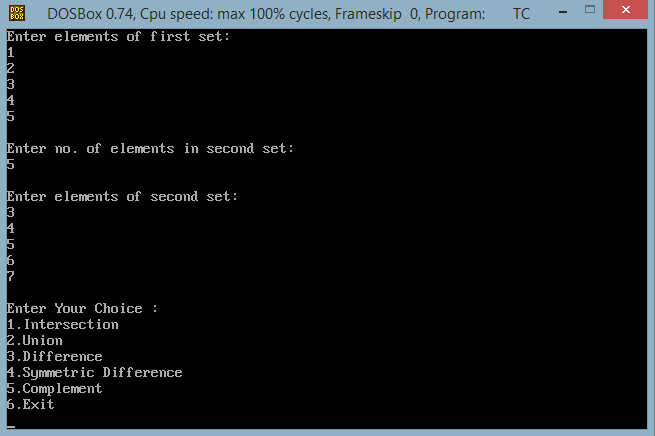 DOSBox 0.74, Cpu speed: max 100% cycles, Frameskip 0, Program: TC
Enter elements of first set:
1
2
3
4
5
Enter no. of elements in second set:
5
Enter elements of second set:
3
4
5
6
7
Enter Your Choice :
1.Intersection
2.Union
3.Difference
4.Symmetric Difference
5.Complement
6.Exit
_